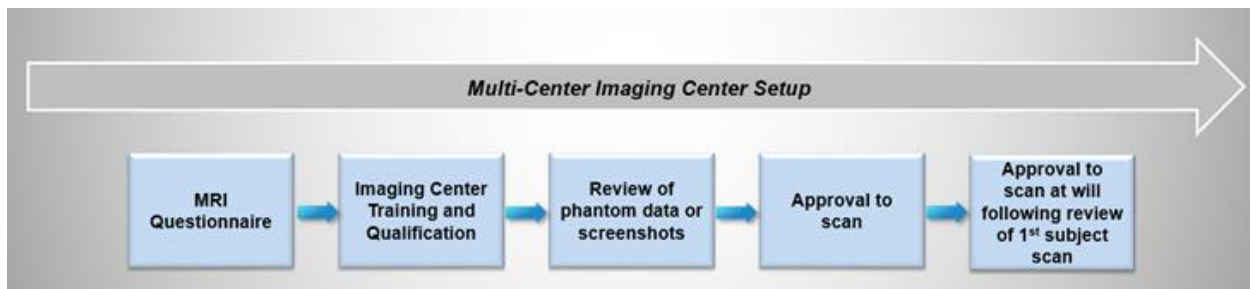 Multi-Center Imaging Center Setup
MRI
Questionnaire
Imaging Center
Training and
Qualification
Review of
phantom data or
screenshots
Approval to
scan
Approval to
scan at will
following review
of 1st subject
scan